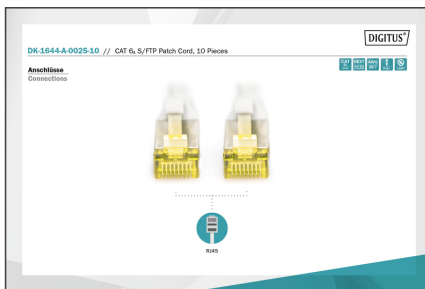 DIGITUS®
DK-1644-A-0025-10 // CAT 6A S/FTP Patch Cord, 10 Pieces
Anschlüsse
Connections
RJ45